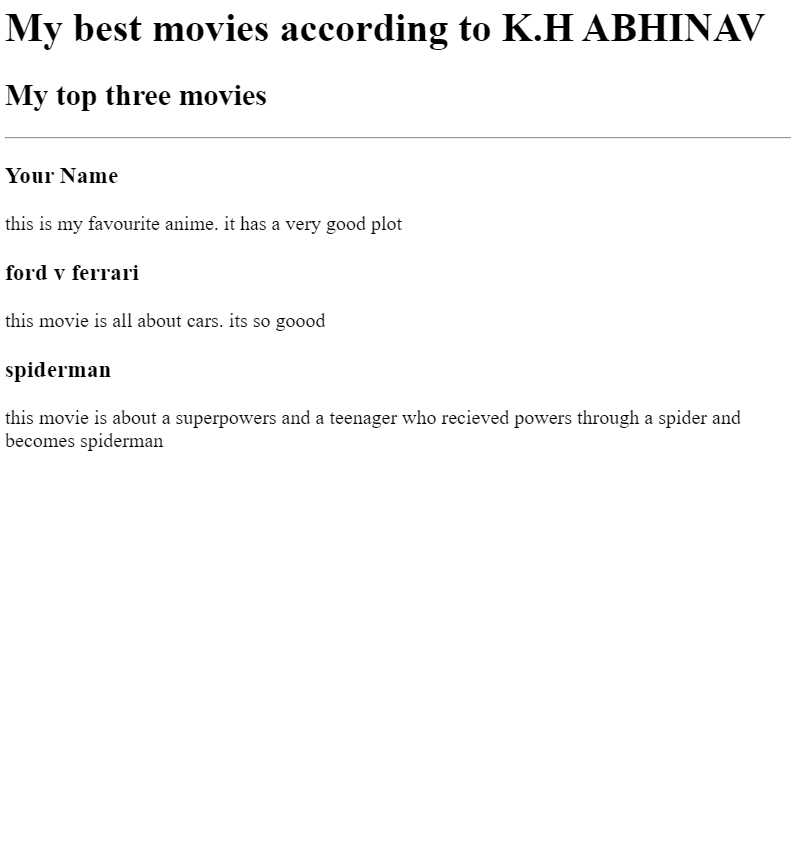 My best movies according to K.H ABHINAV
My top three movies
Your Name
this is my favourite anime. it has a very good plot
ford v ferrari
this movie is all about cars. its so goood
spiderman
this movie is about a superpowers and a teenager who recieved powers through a spider and
becomes spiderman